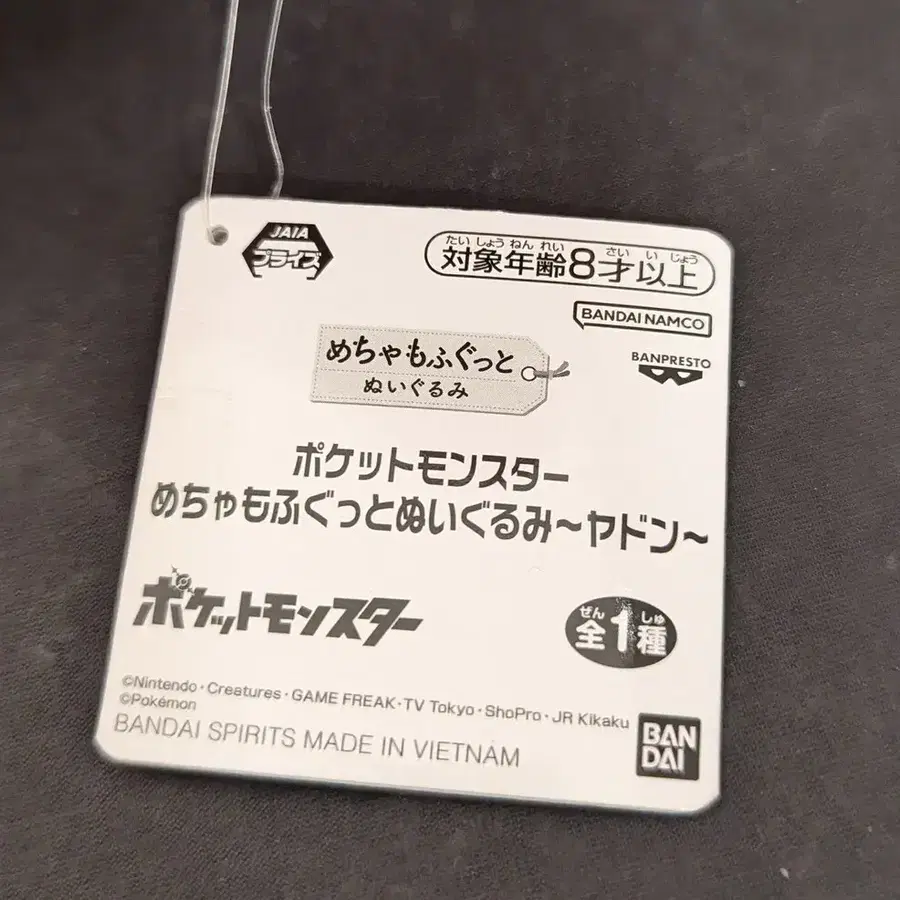 JAIA
プライズ
たいしょうねんれい さい いじょう
対象年齢8才以上
BANDAI NAMCO
BANPRESTO
めちゃもふぐっと
ぬいぐるみ
ポケットモンスター
めちゃもふぐっとぬいぐるみ〜ヤドン〜
ポケットモンスター
ぜん しゅ
全1種
©Nintendo・Creatures・GAME FREAK・TV Tokyo・ShoPro・JR Kikaku
©Pokémon
BANDAI SPIRITS MADE IN VIETNAM
BAN
DAI